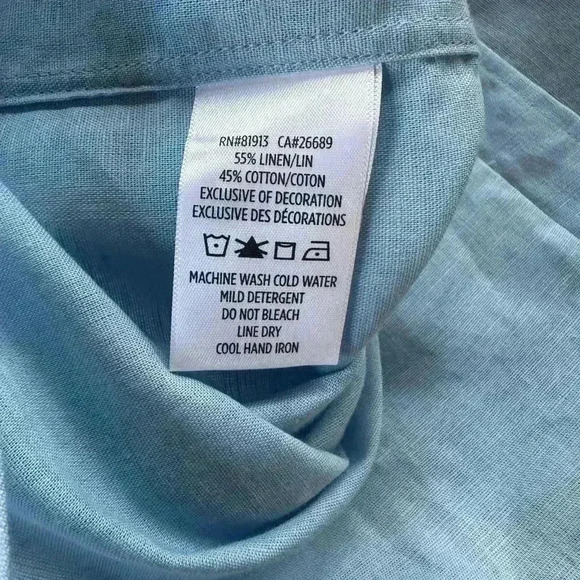 RN#81913 CA#26689
55% LINEN/LIN
45% COTTON/COTON
EXCLUSIVE OF DECORATION
EXCLUSIVE DES DÉCORATIONS
MACHINE WASH COLD WATER
MILD DETERGENT
DO NOT BLEACH
LINE DRY
COOL HAND IRON